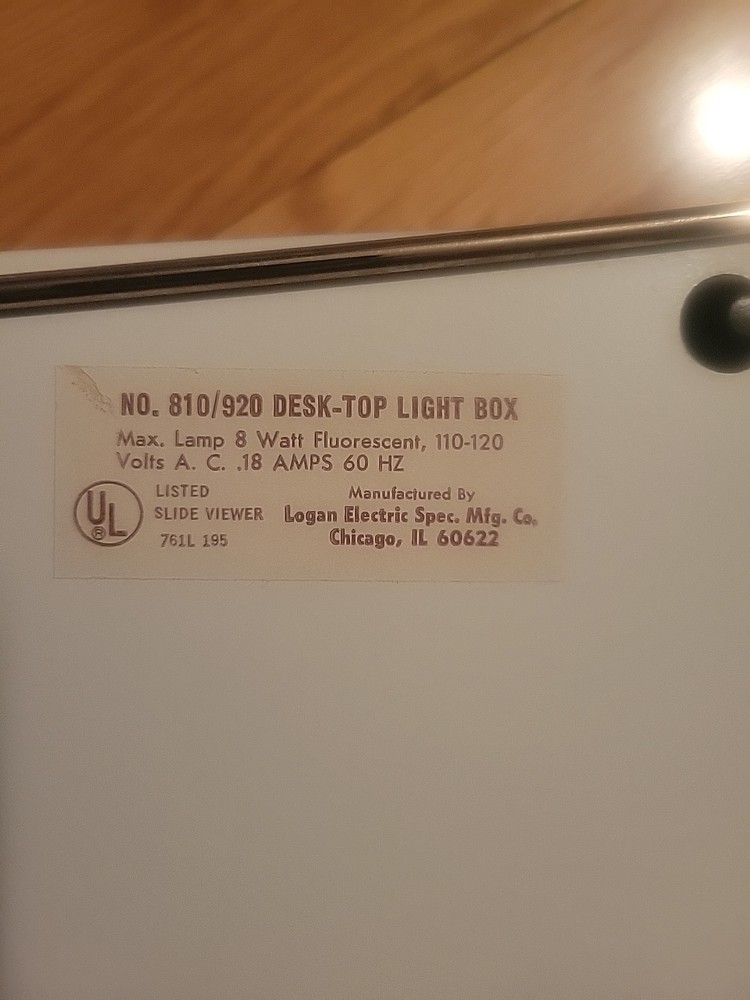 NO. 810/920 DESK-TOP LIGHT BOX
Max. Lamp 8 Watt Fluorescent, 110-120
Volts A. C. .18 AMPS 60 HZ
UL ®
LISTED
SLIDE VIEWER
761L 195
Manufactured By
Logan Electric Spec. Mfg. Co.
Chicago, IL 60622